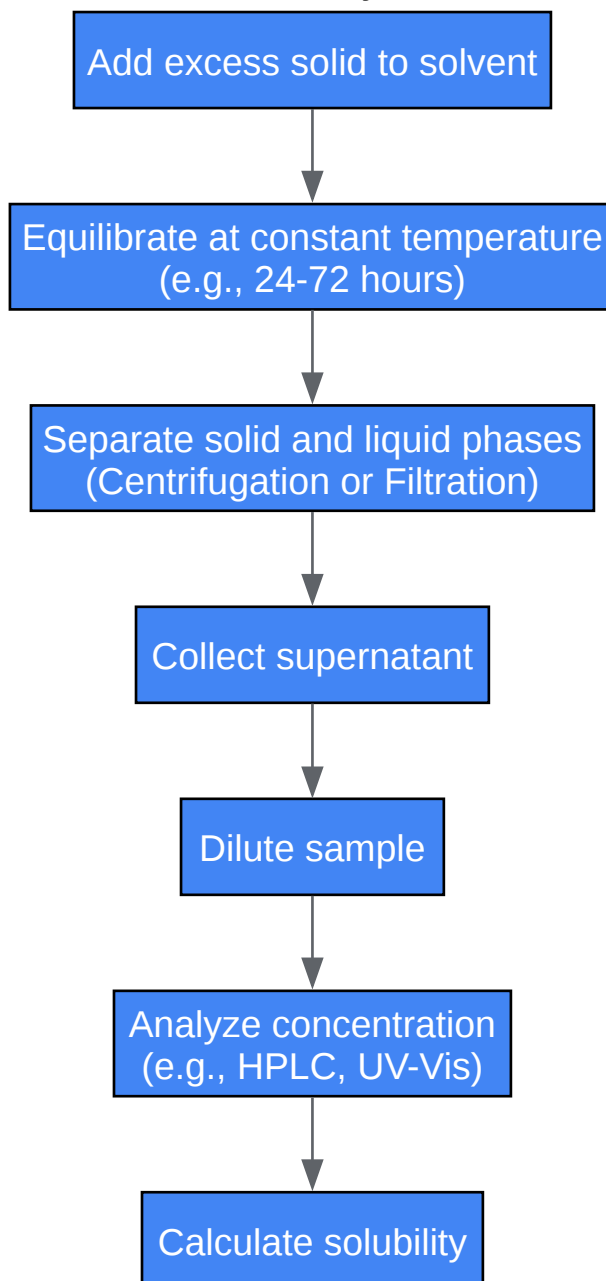 Add excess solid to solvent
Equilibrate at constant temperature
(e.g., 24-72 hours)
Separate solid and liquid phases
(Centrifugation or Filtration)
Collect supernatant
Dilute sample
Analyze concentration
(e.g., HPLC, UV-Vis)
Calculate solubility